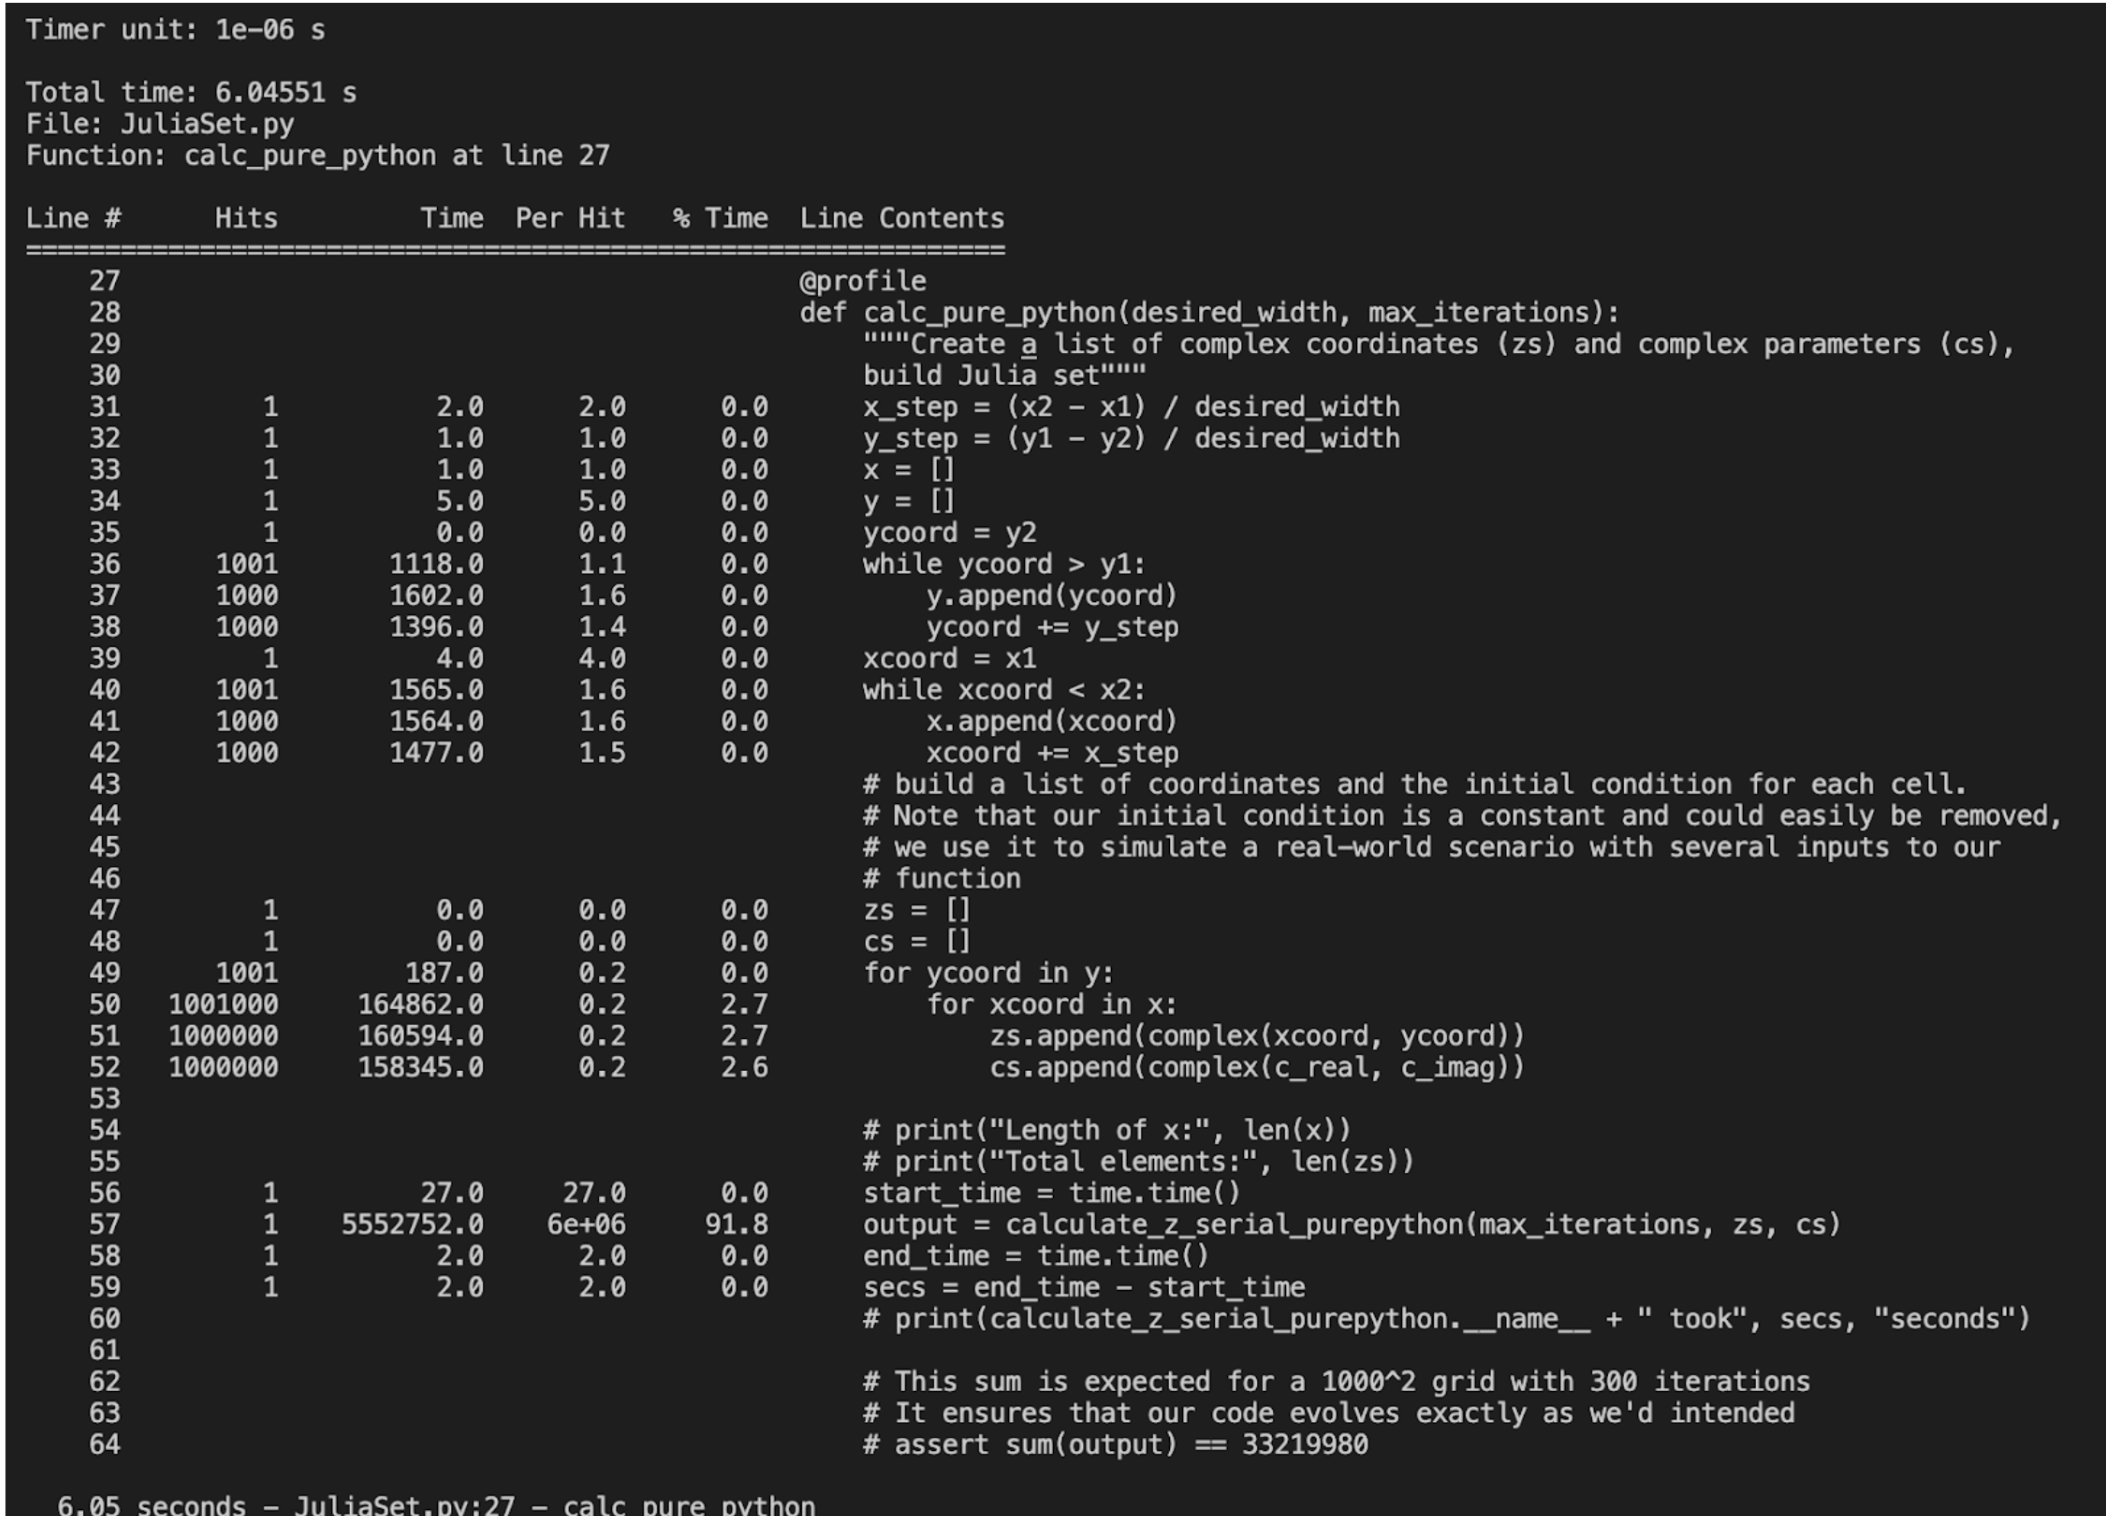 Timer unit: 1e-06 s
Total time: 6.04551 s
File: JuliaSet.py
Function: calc_pure_python at line 27
Line #      Hits         Time  Per Hit   % Time  Line Contents
==============================================================
    27                                           @profile
    28                                           def calc_pure_python(desired_width, max_iterations):
    29                                               """Create a list of complex coordinates (zs) and complex parameters (cs),
    30                                               build Julia set"""
    31         1          2.0      2.0      0.0      x_step = (x2 - x1) / desired_width
    32         1          1.0      1.0      0.0      y_step = (y1 - y2) / desired_width
    33         1          1.0      1.0      0.0      x = []
    34         1          5.0      5.0      0.0      y = []
    35         1          0.0      0.0      0.0      ycoord = y2
    36      1001       1118.0      1.1      0.0      while ycoord > y1:
    37      1000       1602.0      1.6      0.0          y.append(ycoord)
    38      1000       1396.0      1.4      0.0          ycoord += y_step
    39         1          4.0      4.0      0.0      xcoord = x1
    40      1001       1565.0      1.6      0.0      while xcoord < x2:
    41      1000       1564.0      1.6      0.0          x.append(xcoord)
    42      1000       1477.0      1.5      0.0          xcoord += x_step
    43                                               # build a list of coordinates and the initial condition for each cell.
    44                                               # Note that our initial condition is a constant and could easily be removed,
    45                                               # we use it to simulate a real-world scenario with several inputs to our
    46                                               # function
    47         1          0.0      0.0      0.0      zs = []
    48         1          0.0      0.0      0.0      cs = []
    49      1001        187.0      0.2      0.0      for ycoord in y:
    50   1001000     164862.0      0.2      2.7          for xcoord in x:
    51   1000000     160594.0      0.2      2.7              zs.append(complex(xcoord, ycoord))
    52   1000000     158345.0      0.2      2.6              cs.append(complex(c_real, c_imag))
    53
    54                                               # print("Length of x:", len(x))
    55                                               # print("Total elements:", len(zs))
    56         1         27.0     27.0      0.0      start_time = time.time()
    57         1    5552752.0    6e+06     91.8      output = calculate_z_serial_purepython(max_iterations, zs, cs)
    58         1          2.0      2.0      0.0      end_time = time.time()
    59         1          2.0      2.0      0.0      secs = end_time - start_time
    60                                               # print(calculate_z_serial_purepython.__name__ + " took", secs, "seconds")
    61
    62                                               # This sum is expected for a 1000^2 grid with 300 iterations
    63                                               # It ensures that our code evolves exactly as we'd intended
    64                                               # assert sum(output) == 33219980
  6.05 seconds - JuliaSet.py:27 - calc_pure_python